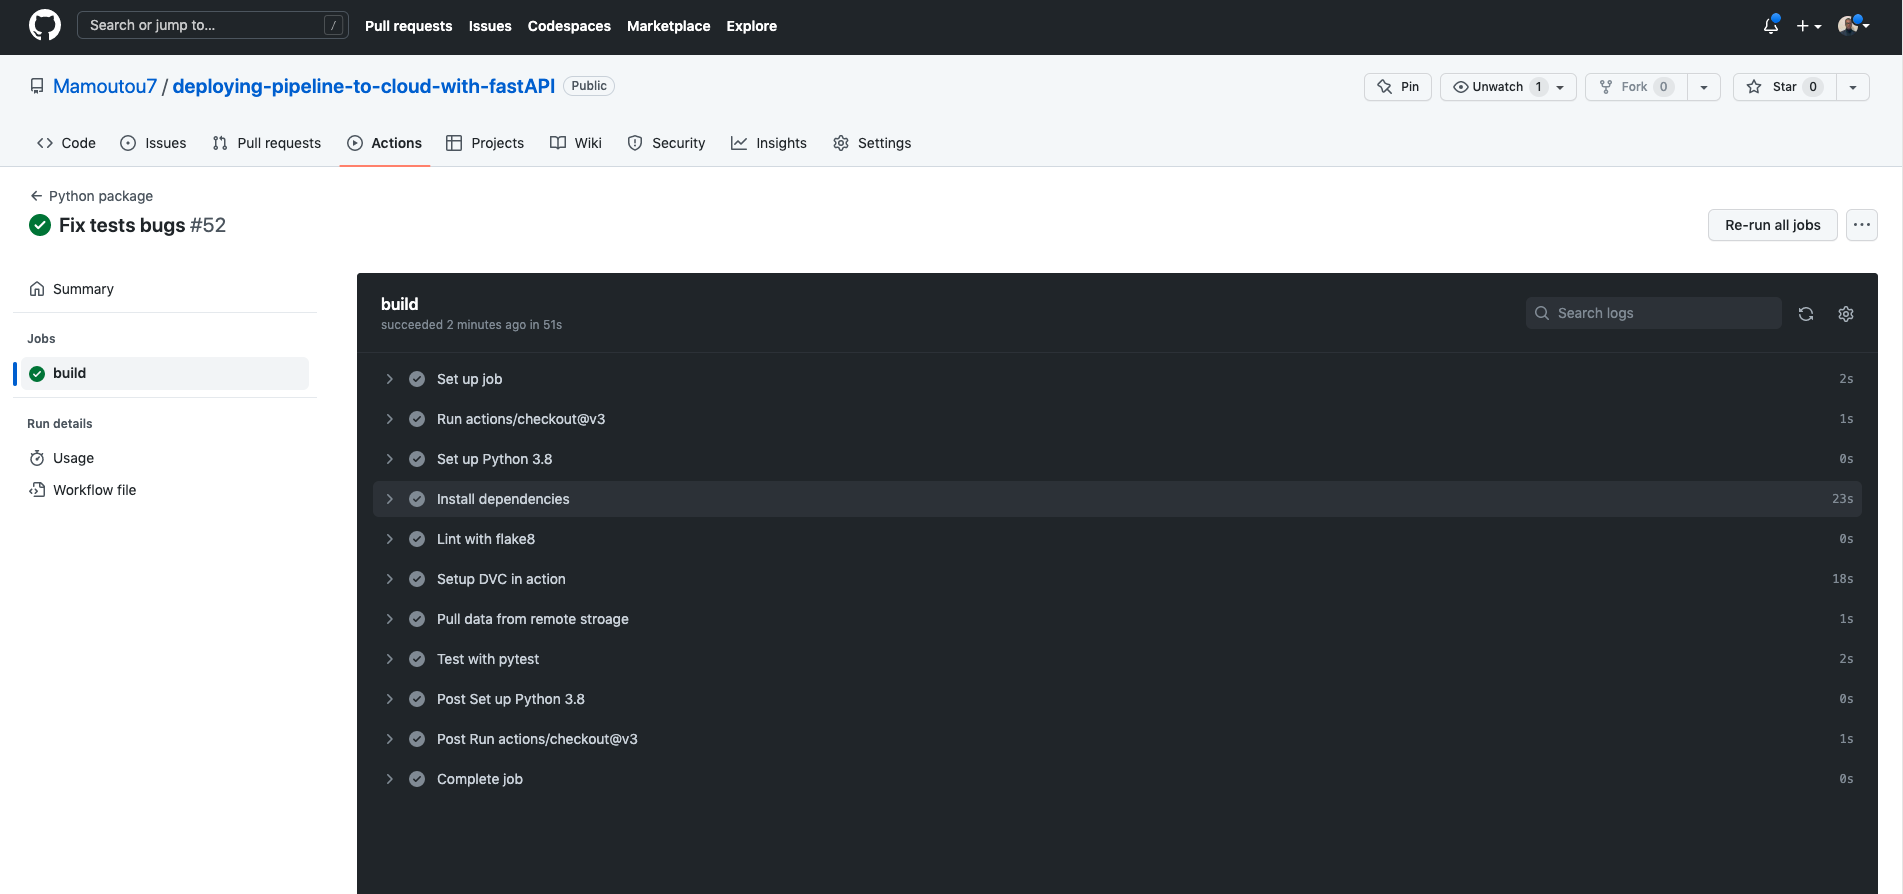 Search or jump to... / Pull requests Issues Codespaces Marketplace Explore
Mamoutou7 / deploying-pipeline-to-cloud-with-fastAPI Public Pin Unwatch 1 Fork 0 Star 0
Code Issues Pull requests Actions Projects Wiki Security Insights Settings
Python package
Fix tests bugs #52 Re-run all jobs
Summary
Jobs
build
Run details
Usage
Workflow file
build
succeeded 2 minutes ago in 51s
Search logs
Set up job 2s
Run actions/checkout@v3 1s
Set up Python 3.8 0s
Install dependencies 23s
Lint with flake8 0s
Setup DVC in action 18s
Pull data from remote stroage 1s
Test with pytest 2s
Post Set up Python 3.8 0s
Post Run actions/checkout@v3 1s
Complete job 0s